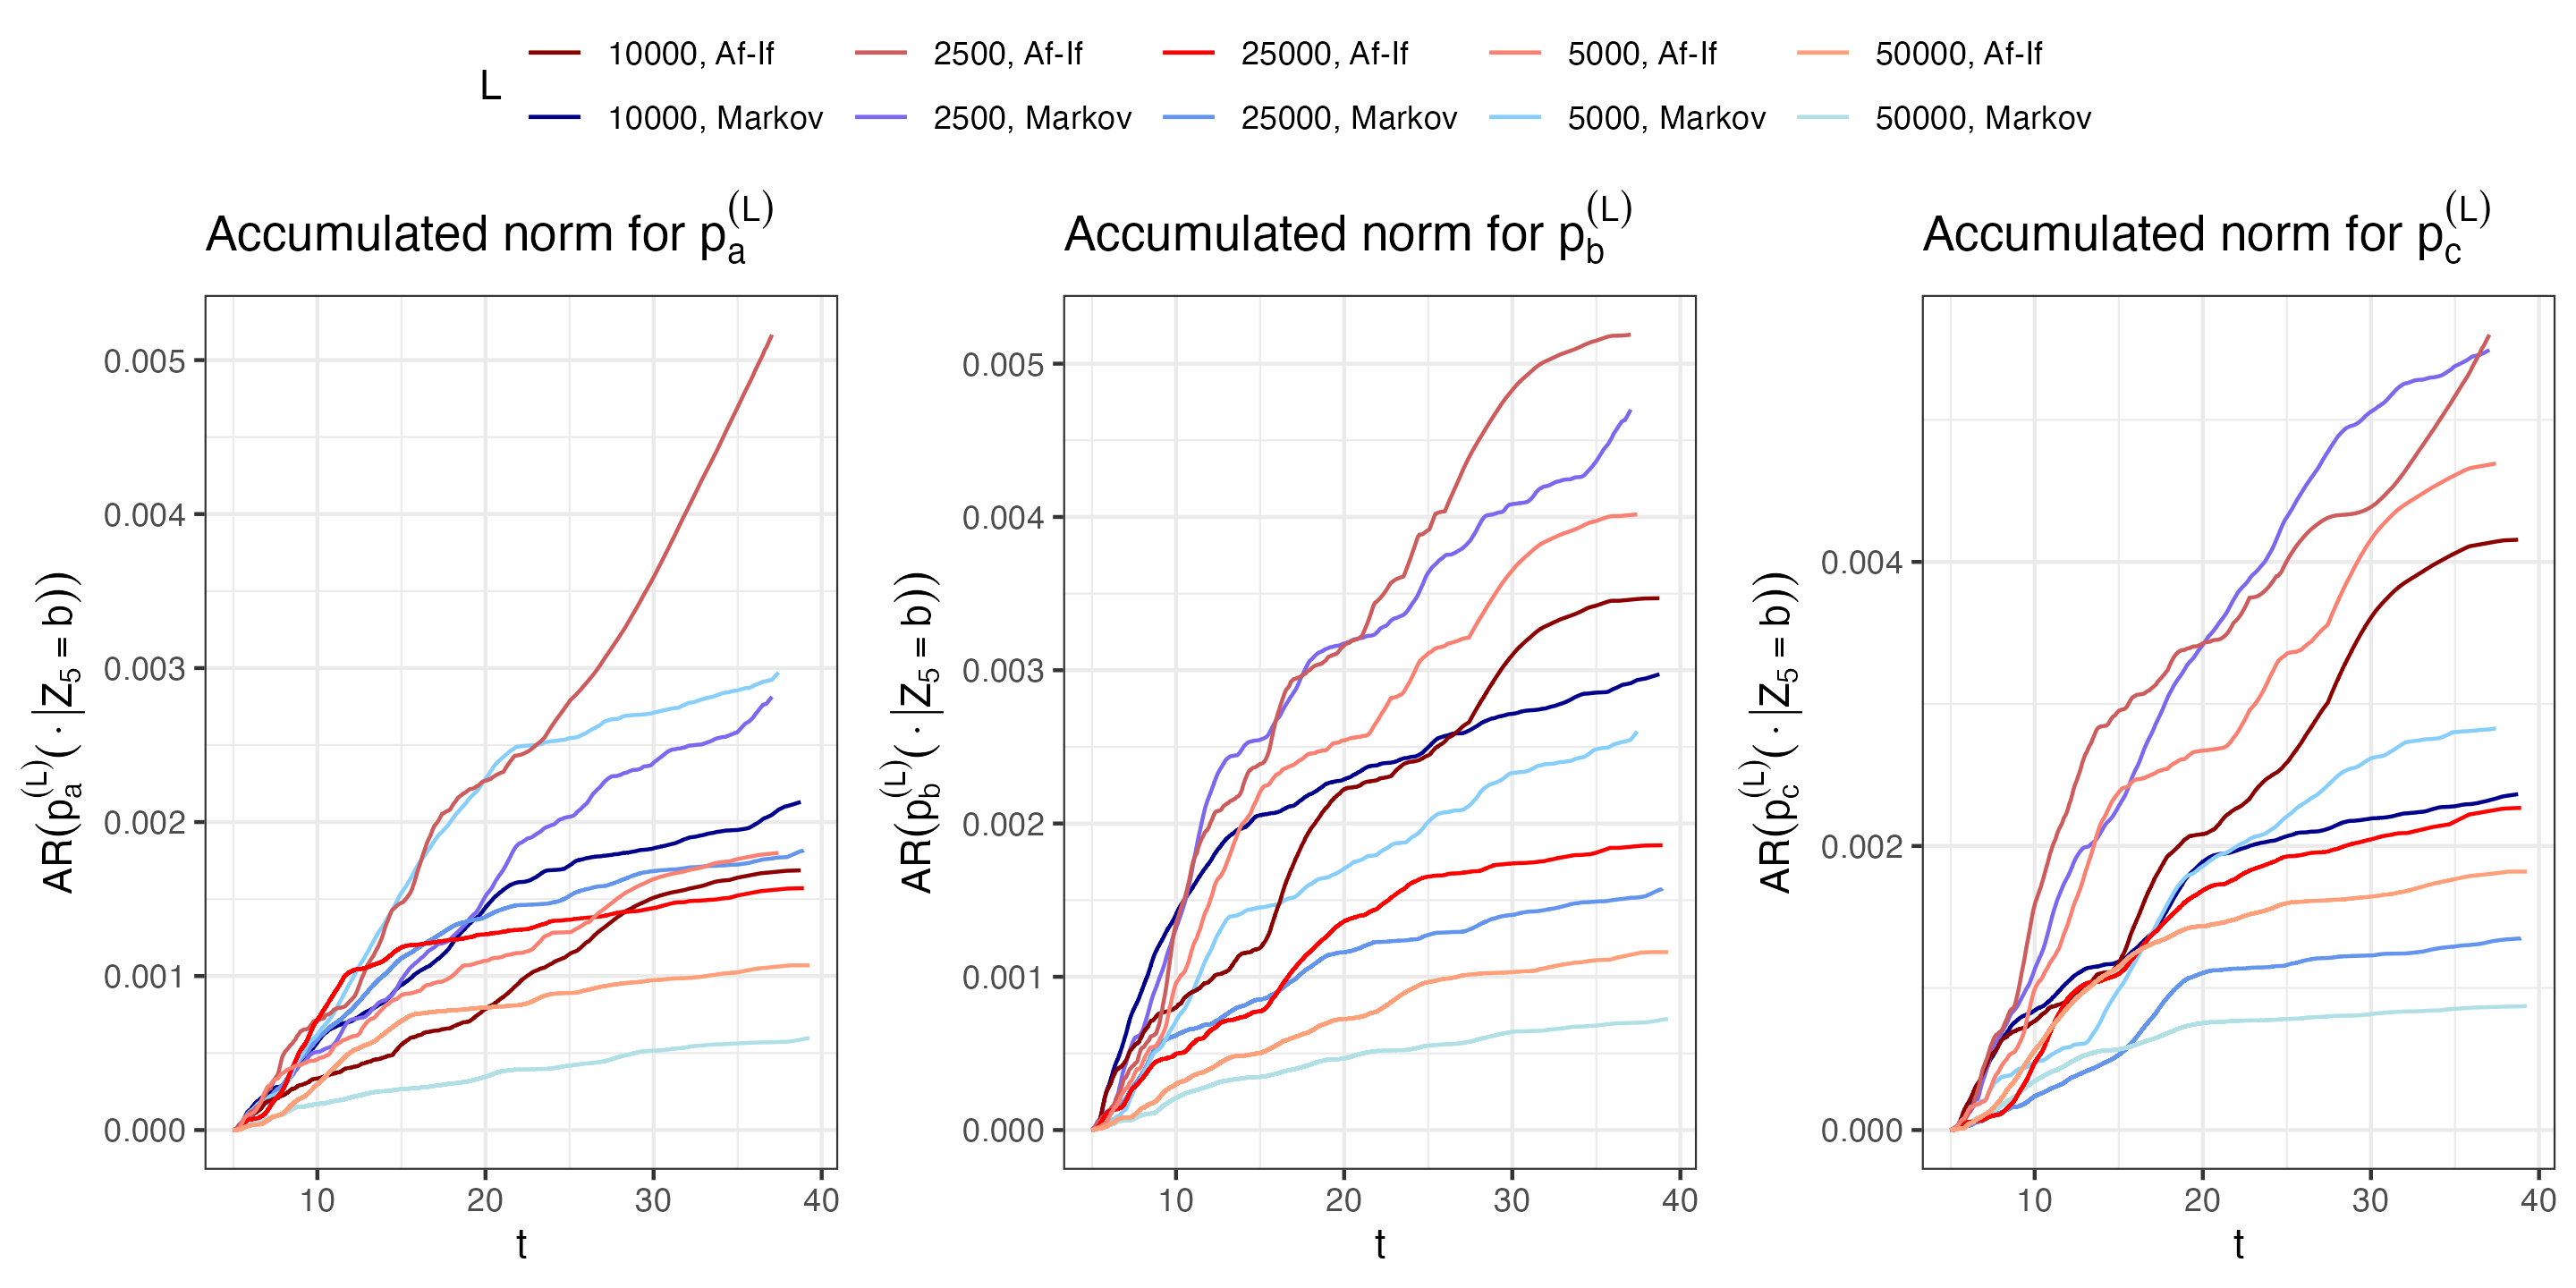 L
10000, Af-If 2500, Af-If 25000, Af-If 5000, Af-If 50000, Af-If
10000, Markov 2500, Markov 25000, Markov 5000, Markov 50000, Markov
Accumulated norm for p_a^(L)
AR(p_a^(L)( · |Z_5 = b))
0.005
0.004
0.003
0.002
0.001
0.000
10 20 30 40
t
Accumulated norm for p_b^(L)
AR(p_b^(L)( · |Z_5 = b))
0.005
0.004
0.003
0.002
0.001
0.000
10 20 30 40
t
Accumulated norm for p_c^(L)
AR(p_c^(L)( · |Z_5 = b))
0.004
0.002
0.000
10 20 30 40
t